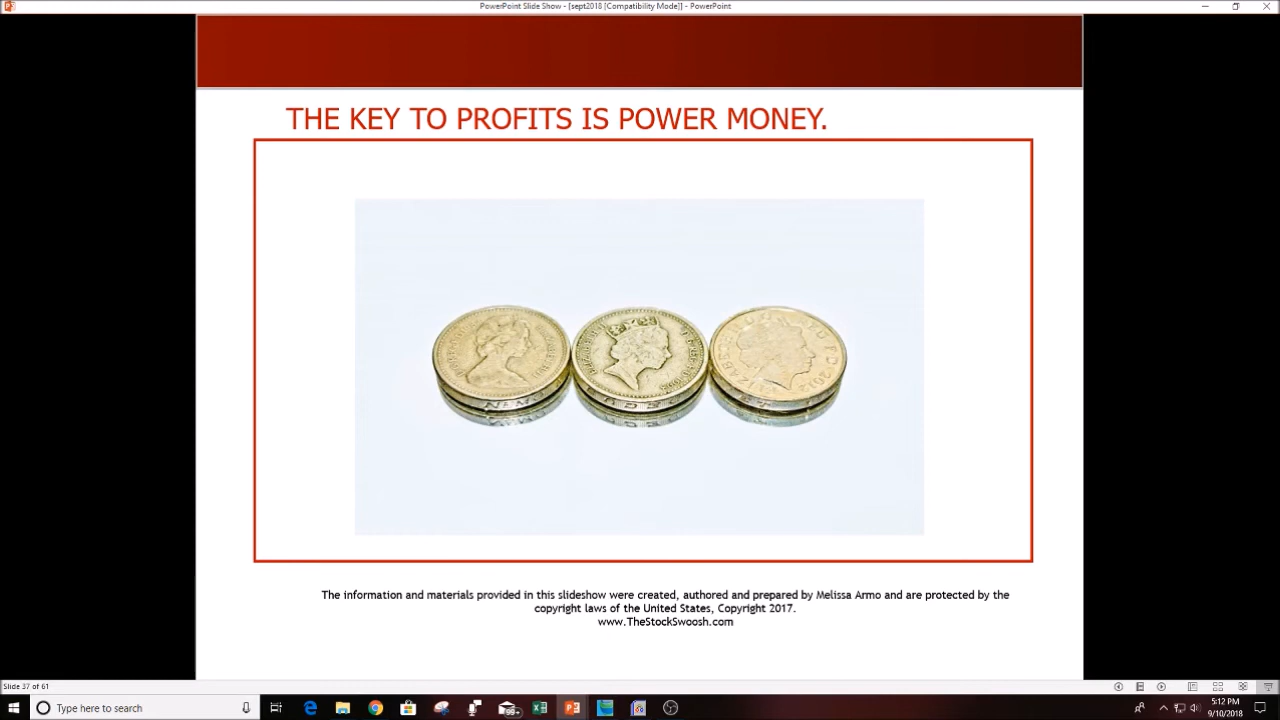 PowerPoint Slide Show - [sept2018 [Compatibility Mode]] - PowerPoint
THE KEY TO PROFITS IS POWER MONEY.
The information and materials provided in this slideshow were created, authored and prepared by Melissa Armo and are protected by the
copyright laws of the United States, Copyright 2017.
www.TheStockSwoosh.com
Slide 37 of 61
Type here to search
99+
5:12 PM
9/10/2018